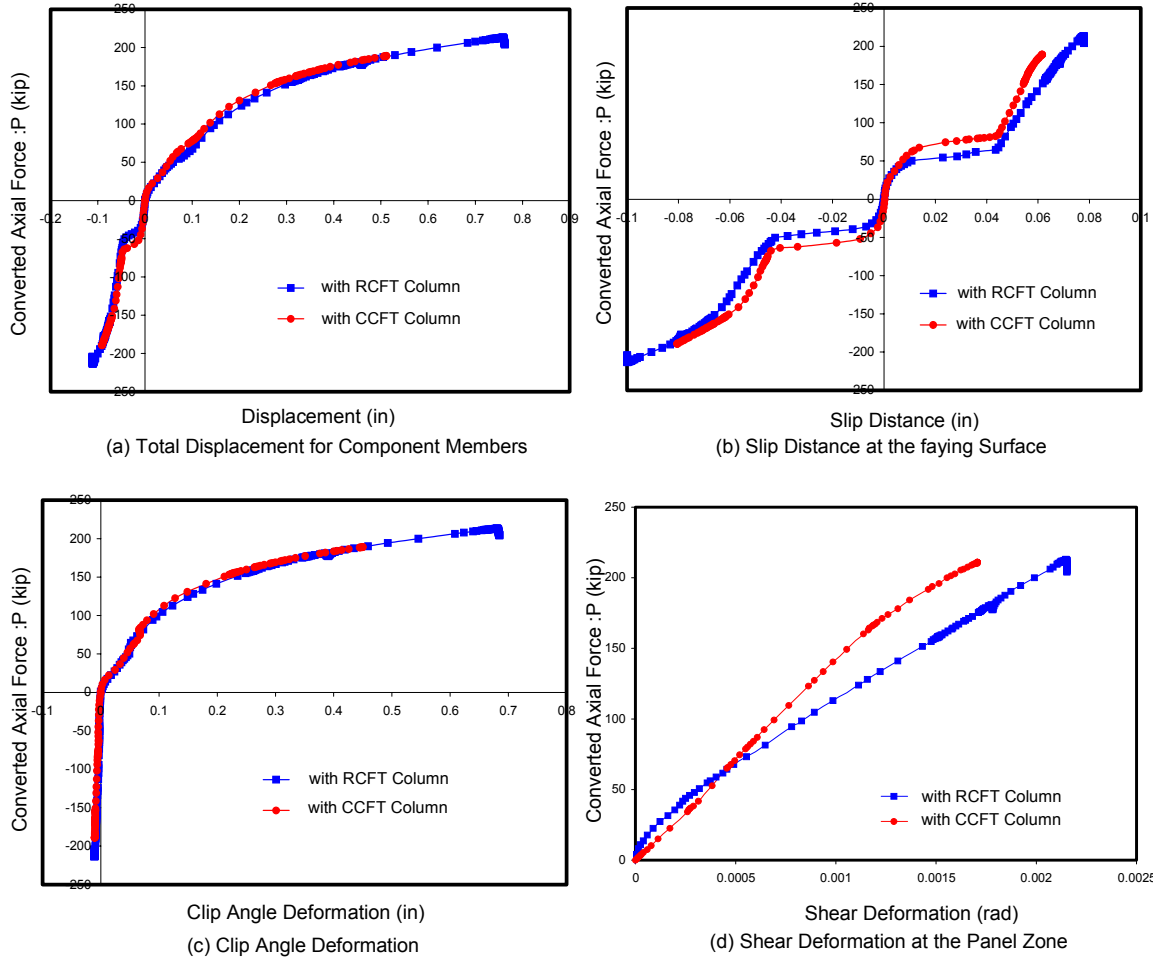 250
200
150
100
50
0
-50
-100
-150
-200
250
-0.2 -0.1 0 0.1 0.2 0.3 0.4 0.5 0.6 0.7 0.8 0.9
Converted Axial Force :P (kip)
with RCFT Column
with CCFT Column
Displacement (in)
(a) Total Displacement for Component Members
250
200
150
100
50
0
-50
-100
-150
-200
250
-0.1 -0.08 -0.06 -0.04 -0.02 0 0.02 0.04 0.06 0.08 0.1
Converted Axial Force :P (kip)
with RCFT Column
with CCFT Column
Slip Distance (in)
(b) Slip Distance at the faying Surface
250
200
150
100
50
0
-50
-100
-150
-200
250
-0.1 0 0.1 0.2 0.3 0.4 0.5 0.6 0.7 0.8
Converted Axial Force :P (kip)
with RCFT Column
with CCFT Column
Clip Angle Deformation (in)
(c) Clip Angle Deformation
250
200
150
100
50
0
0 0.0005 0.001 0.0015 0.002 0.0025
Converted Axial Force :P (kip)
with RCFT Column
with CCFT Column
Shear Deformation (rad)
(d) Shear Deformation at the Panel Zone